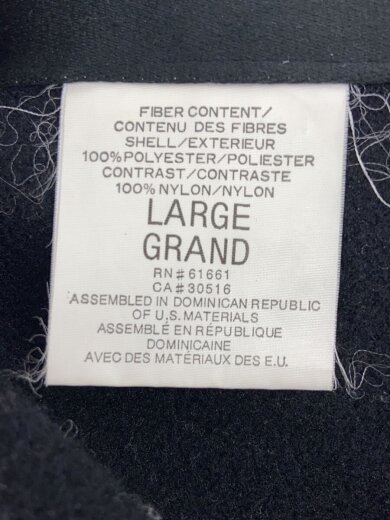 FIBER CONTENT/
CONTENU DES FIBRES
SHELL/EXTERIEUR
100%POLYESTER/POLIESTER
CONTRAST/CONTRASTE
100%NYLON/NYLON
LARGE
GRAND
RN#61661
CA#30516
ASSEMBLED IN DOMINICAN REPUBLIC
OF U.S. MATERIALS
ASSEMBLÉ EN RÉPUBLIQUE
DOMINICAINE
AVEC DES MATÉRIAUX DES E.U.